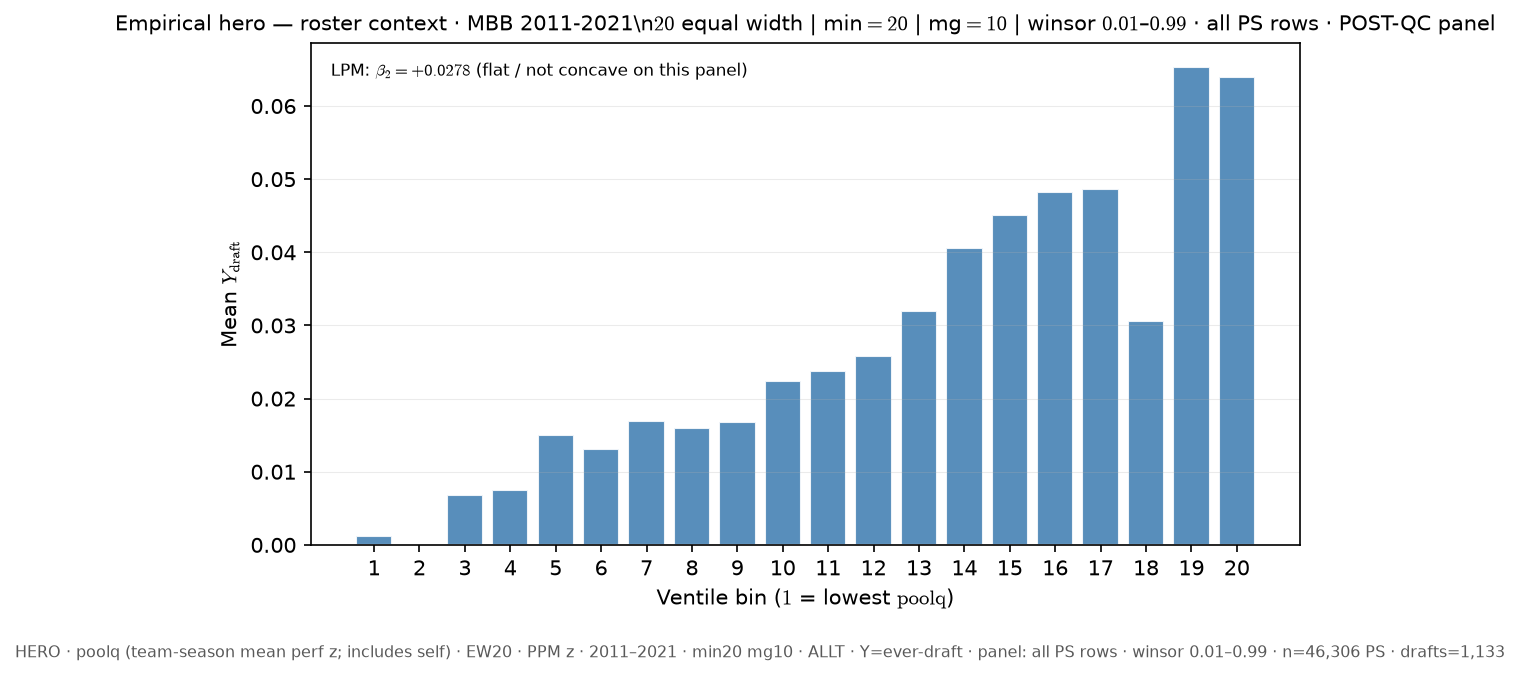 Empirical hero — roster context · MBB 2011-2021\n20 equal width | min = 20 | mg = 10 | winsor 0.01–0.99 · all PS rows · POST-QC panel
LPM: β₂ = +0.0278 (flat / not concave on this panel)
0.06
0.05
0.04
0.03
0.02
0.01
0.00
Mean Y_draft
1 2 3 4 5 6 7 8 9 10 11 12 13 14 15 16 17 18 19 20
Ventile bin (1 = lowest poolq)
HERO · poolq (team-season mean perf z; includes self) · EW20 · PPM z · 2011–2021 · min20 mg10 · ALLT · Y=ever-draft · panel: all PS rows · winsor 0.01–0.99 · n=46,306 PS · drafts=1,133